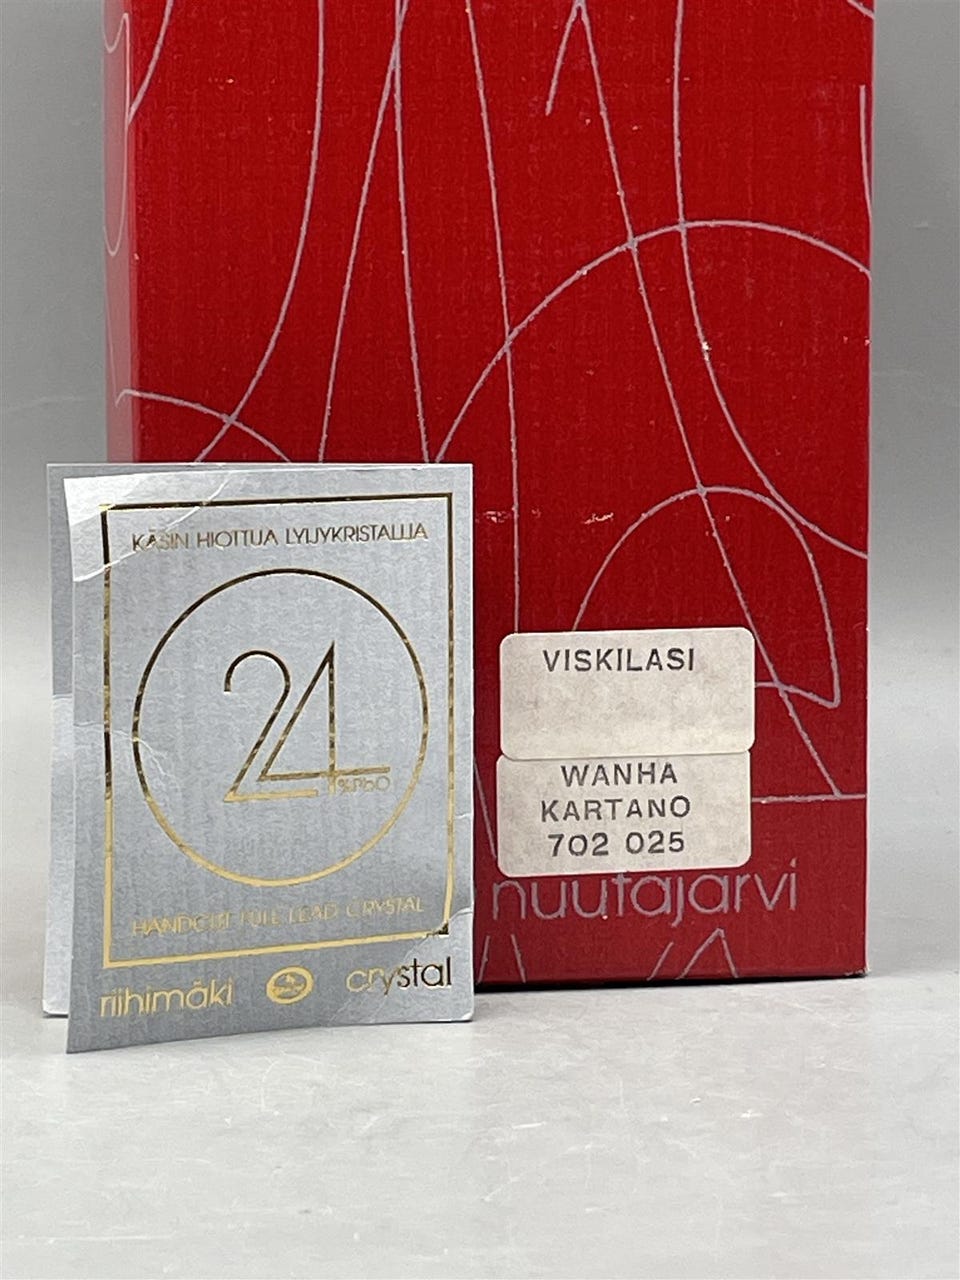 KÄSIN HIOTTUA LYIJYKRISTALLIA
24
%PbO
HANDCUT FULL LEAD CRYSTAL
riihimäki crystal
VISKILASI
WANHA
KARTANO
702 025
nuutajarvi